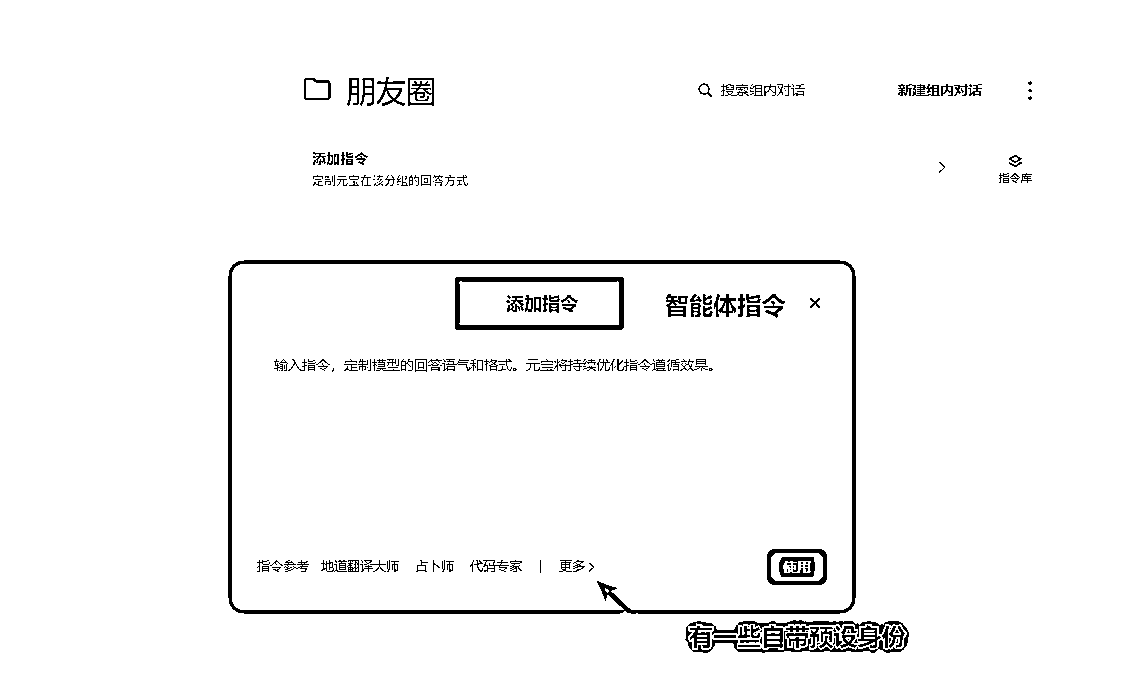 朋友圈 搜索组内对话 新建组内对话
添加指令
定制元宝在该分组的回答方式
指令库
添加指令 智能体指令 ×
输入指令，定制模型的回答语气和格式。元宝将持续优化指令遵循效果。
指令参考 地道翻译大师 占卜师 代码专家 | 更多>
使用
有一些自带预设身份